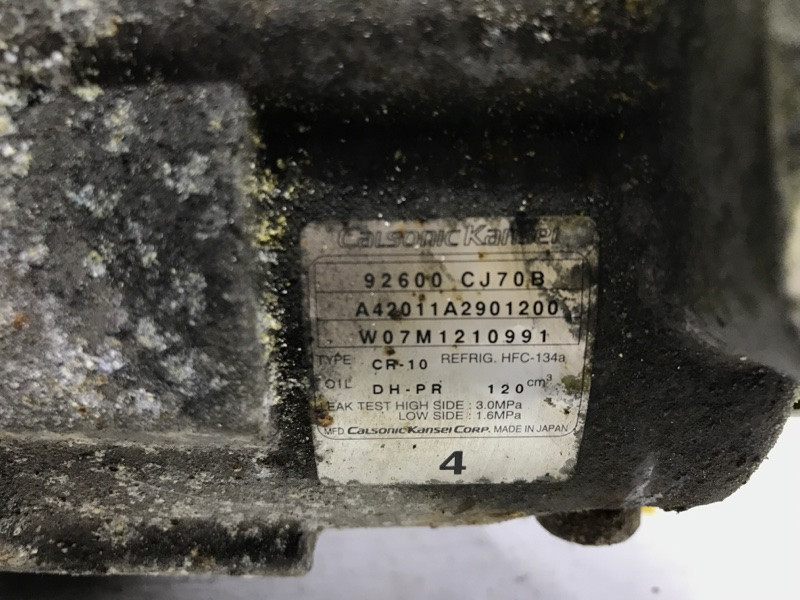 Calsonic Kansei
92600 CJ70B
A42011A2901200
W07M1210991
TYPE CR-10 REFRIG. HFC-134a
OIL DH-PR 120 cm³
LEAK TEST HIGH SIDE : 3.0MPa
LOW SIDE : 1.6MPa
MFD. CALSONIC KANSEI CORP. MADE IN JAPAN
4